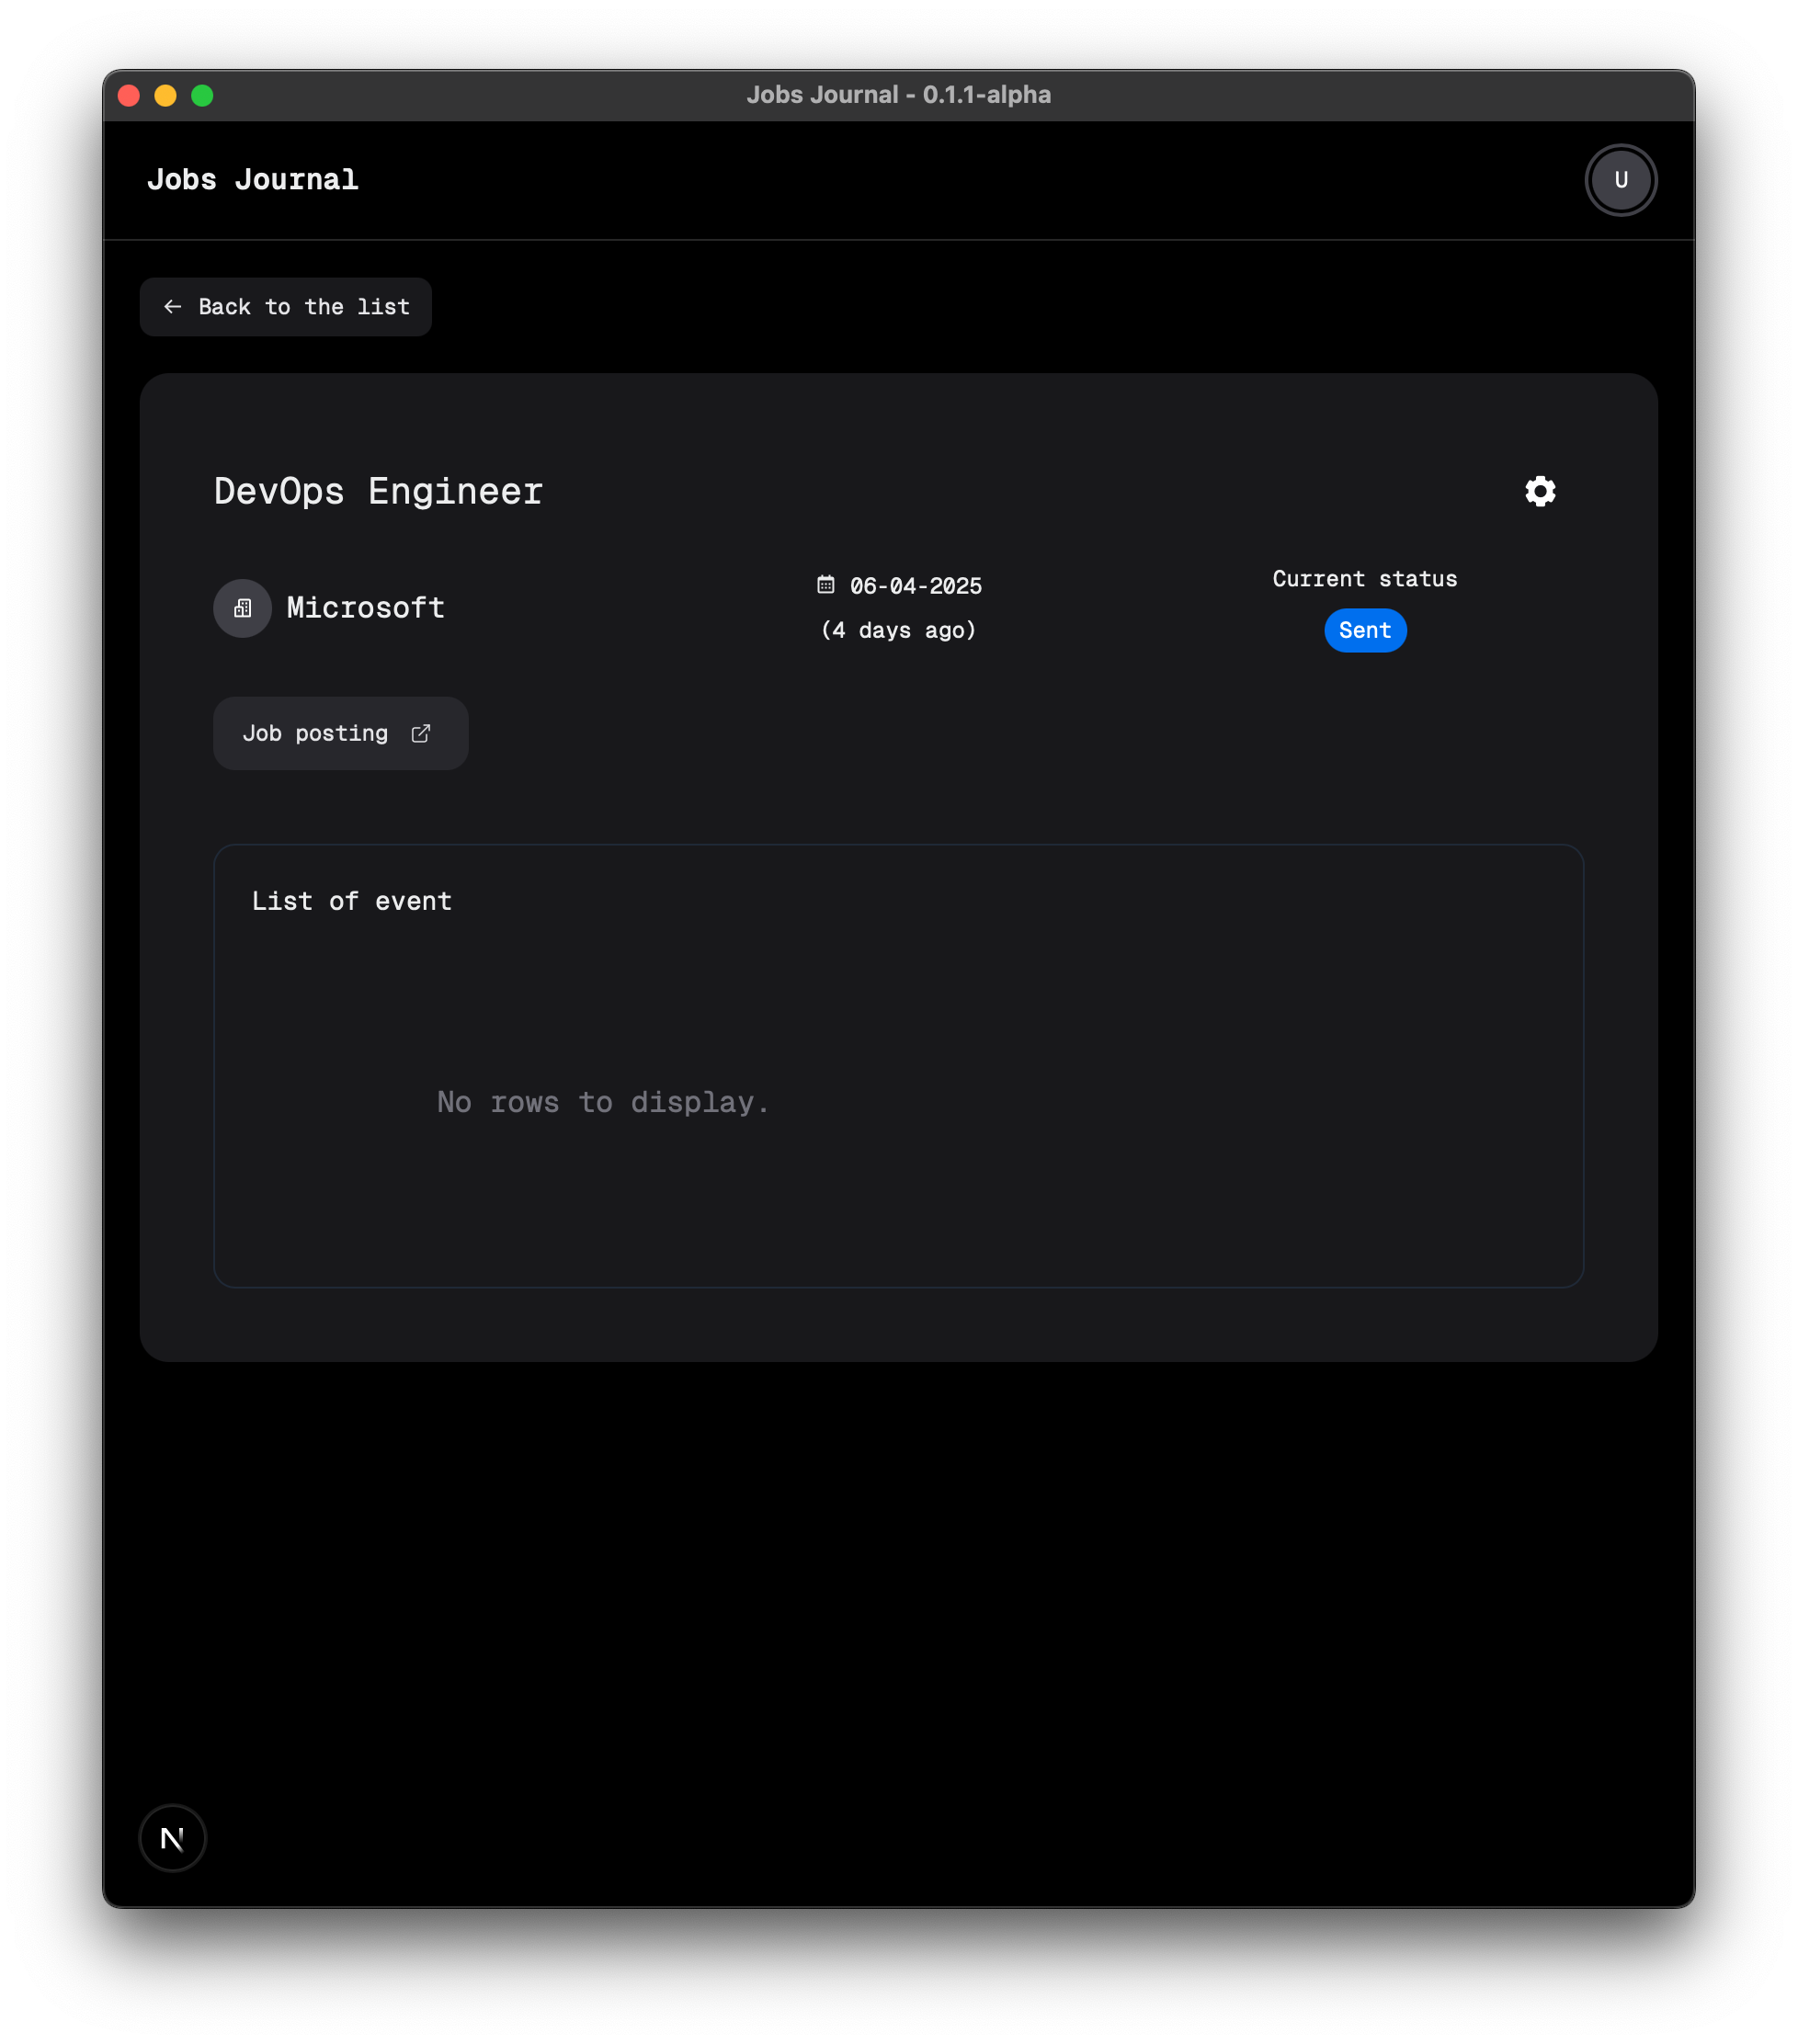 Jobs Journal - 0.1.1-alpha
Jobs Journal
U
Back to the list
DevOps Engineer
Microsoft
06-04-2025
(4 days ago)
Current status
Sent
Job posting
List of event
No rows to display.
N